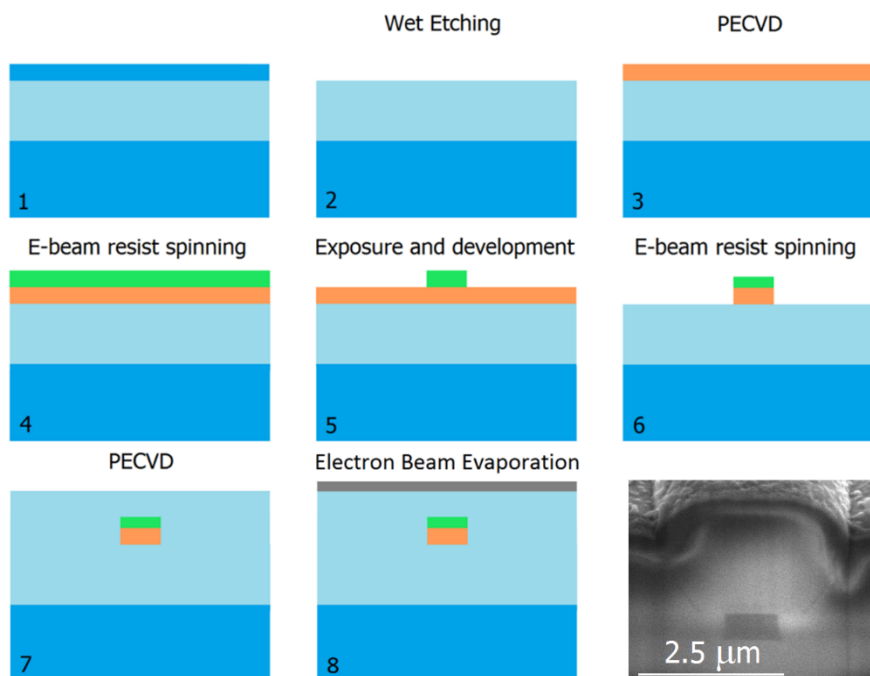 Wet Etching
PECVD
1
2
3
E-beam resist spinning
Exposure and development
E-beam resist spinning
4
5
6
PECVD
Electron Beam Evaporation
7
8
2.5 μm